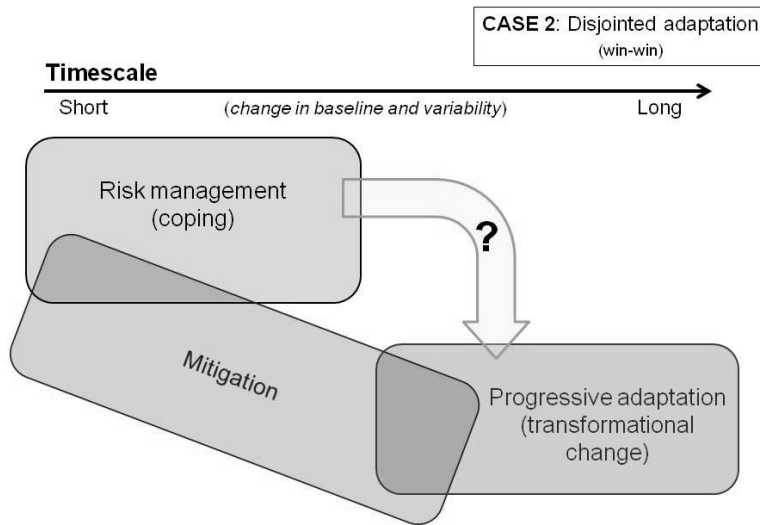 CASE 2: Disjointed adaptation
(win-win)
Timescale
Short (change in baseline and variability) Long
Risk management
(coping)
?
Mitigation
Progressive adaptation
(transformational
change)